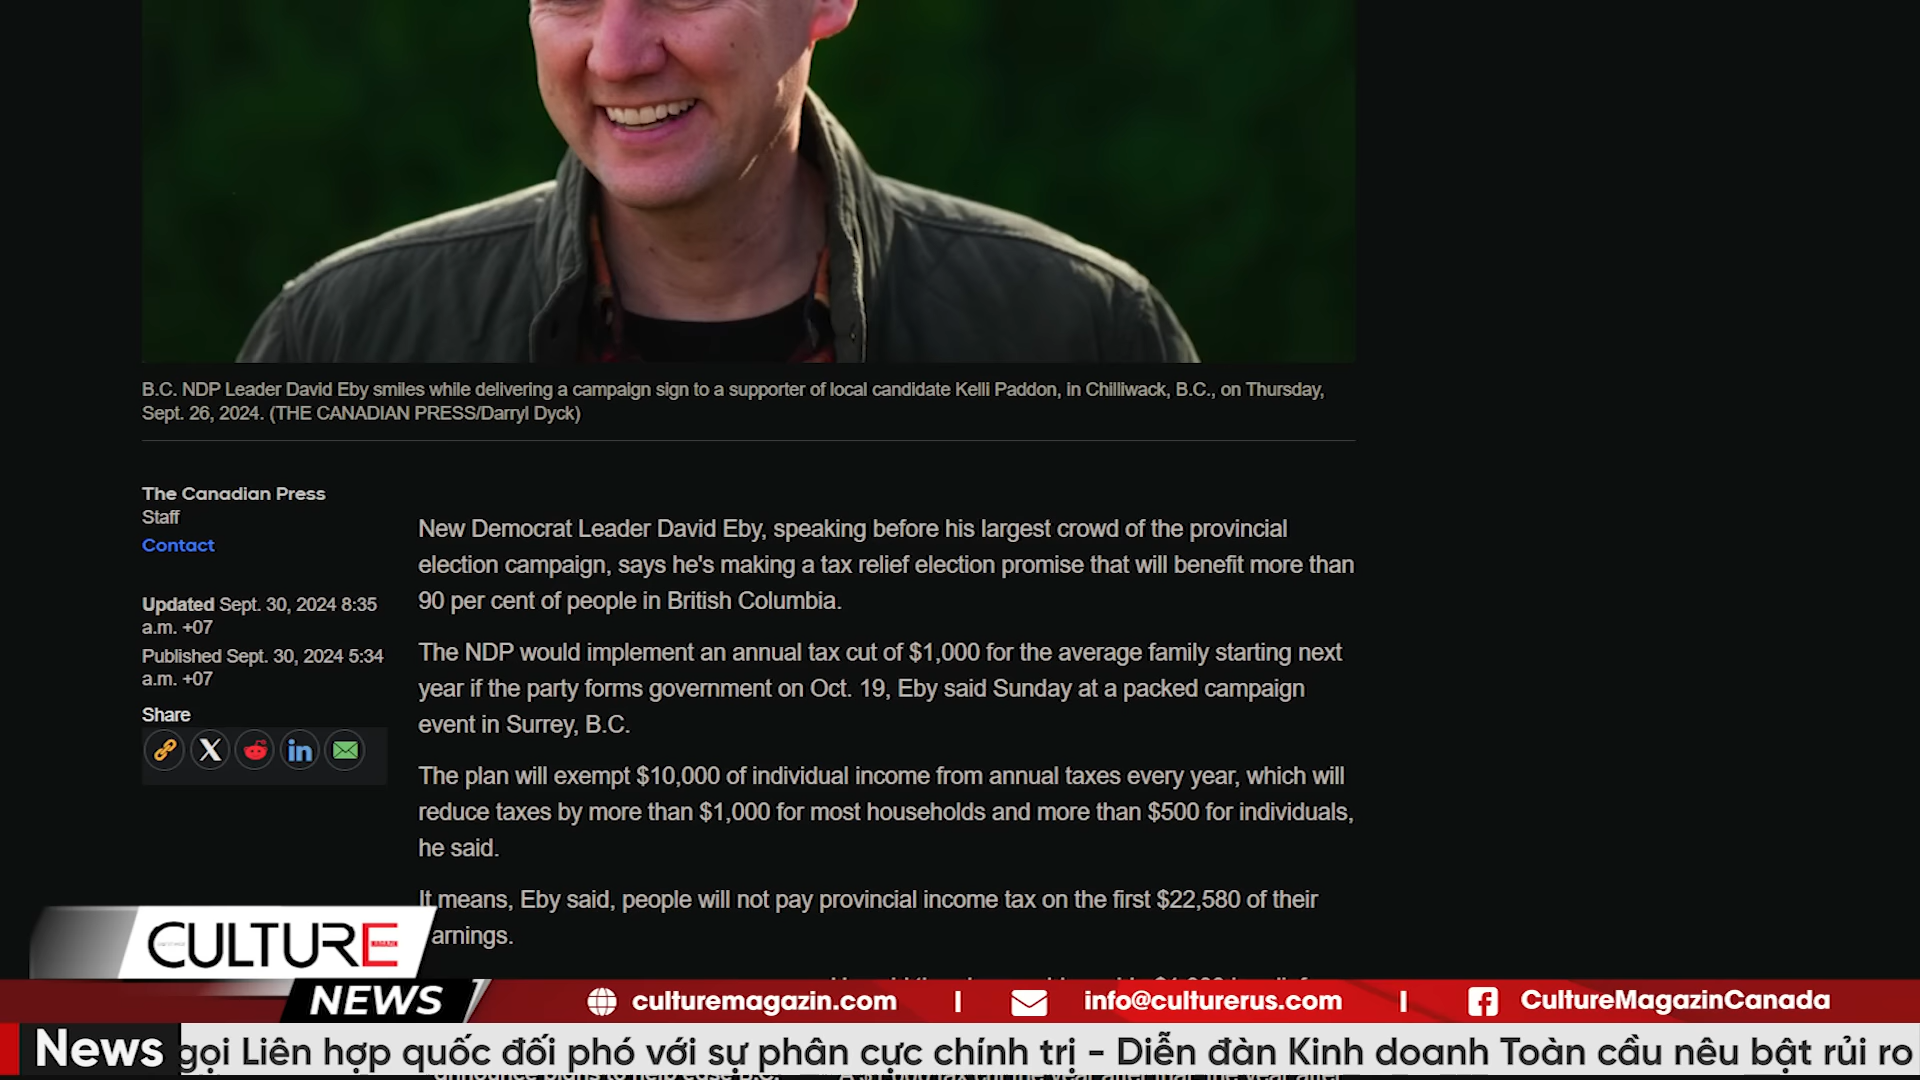 B.C. NDP Leader David Eby smiles while delivering a campaign sign to a supporter of local candidate Kelli Paddon, in Chilliwack, B.C., on Thursday,
Sept. 26, 2024. (THE CANADIAN PRESS/Darryl Dyck)
The Canadian Press
Staff
Contact
Updated Sept. 30, 2024 8:35
a.m. +07
Published Sept. 30, 2024 5:34
a.m. +07
Share
New Democrat Leader David Eby, speaking before his largest crowd of the provincial
election campaign, says he's making a tax relief election promise that will benefit more than
90 per cent of people in British Columbia.
The NDP would implement an annual tax cut of $1,000 for the average family starting next
year if the party forms government on Oct. 19, Eby said Sunday at a packed campaign
event in Surrey, B.C.
The plan will exempt $10,000 of individual income from annual taxes every year, which will
reduce taxes by more than $1,000 for most households and more than $500 for individuals,
he said.
It means, Eby said, people will not pay provincial income tax on the first $22,580 of their
arnings.
CULTURE
MAGAZINE
NEWS
culturemagazin.com | info@culturerus.com | CultureMagazinCanada
News gọi Liên hợp quốc đối phó với sự phân cực chính trị - Diễn đàn Kinh doanh Toàn cầu nêu bật rủi ro